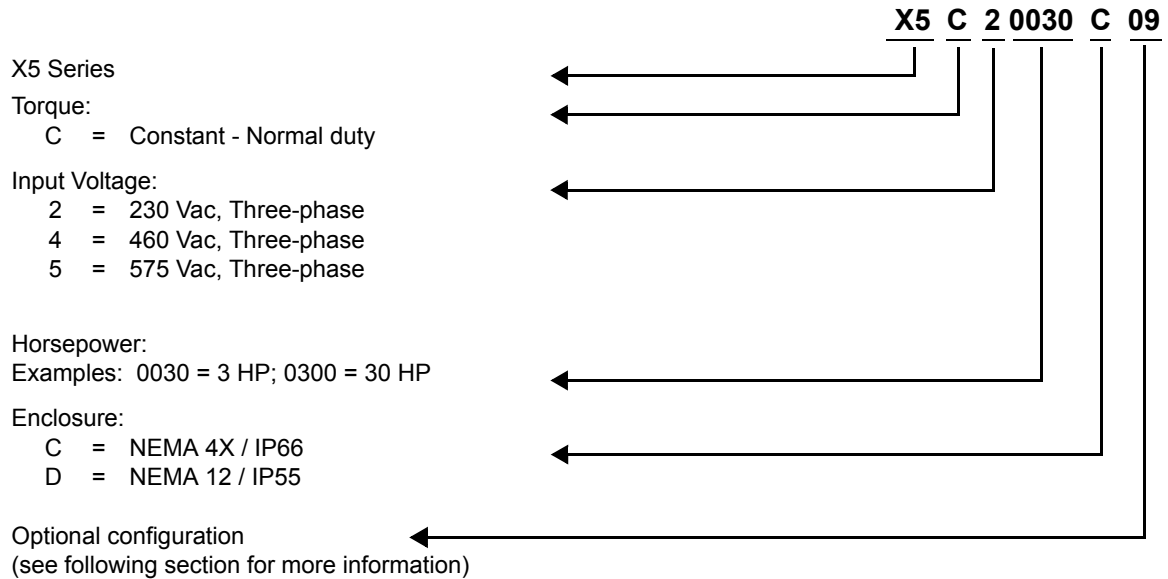 X5 C 2 0030 C 09
X5 Series
Torque:
C = Constant - Normal duty
Input Voltage:
2 = 230 Vac, Three-phase
4 = 460 Vac, Three-phase
5 = 575 Vac, Three-phase
Horsepower:
Examples: 0030 = 3 HP; 0300 = 30 HP
Enclosure:
C = NEMA 4X / IP66
D = NEMA 12 / IP55
Optional configuration
(see following section for more information)